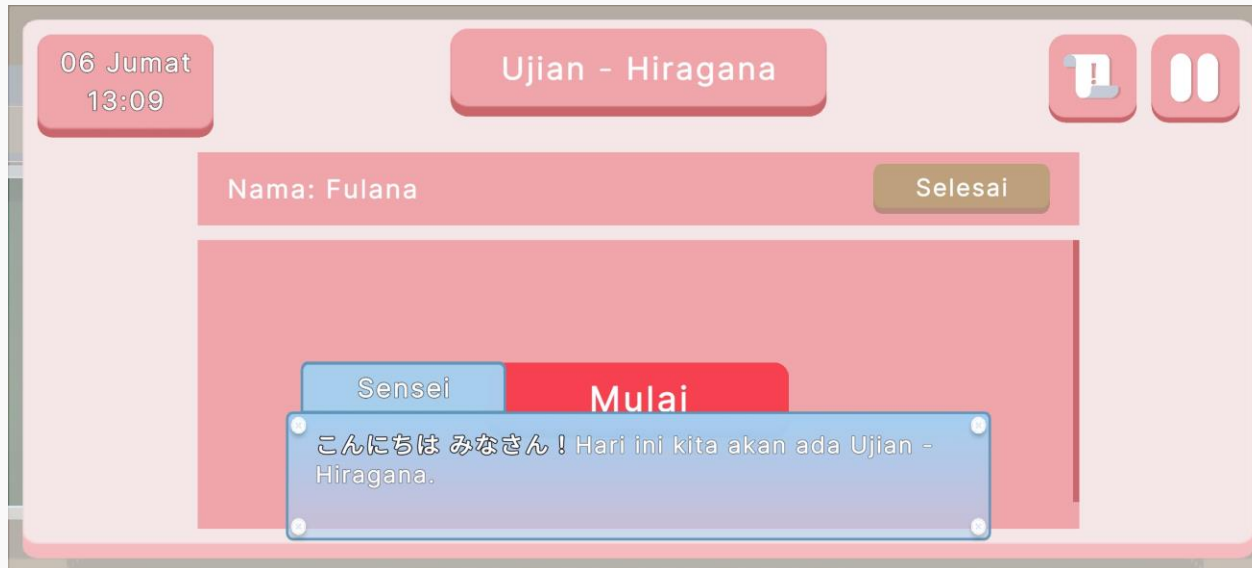 06 Jumat
13:09
Ujian - Hiragana
Nama: Fulana
Selesai
Sensei
Mulai
こんにちは みなさん！Hari ini kita akan ada Ujian -
Hiragana.